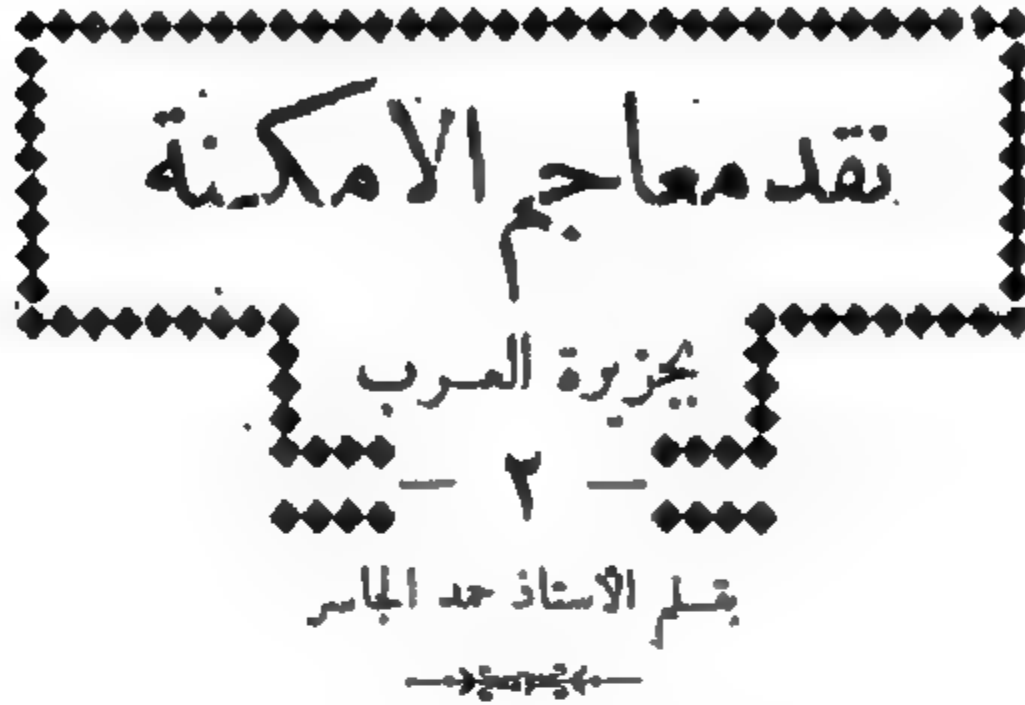 نقد معاجم الامكنة
بجزيرة العرب
— ٢ —
بقلم الاستاذ حمد الجاسر